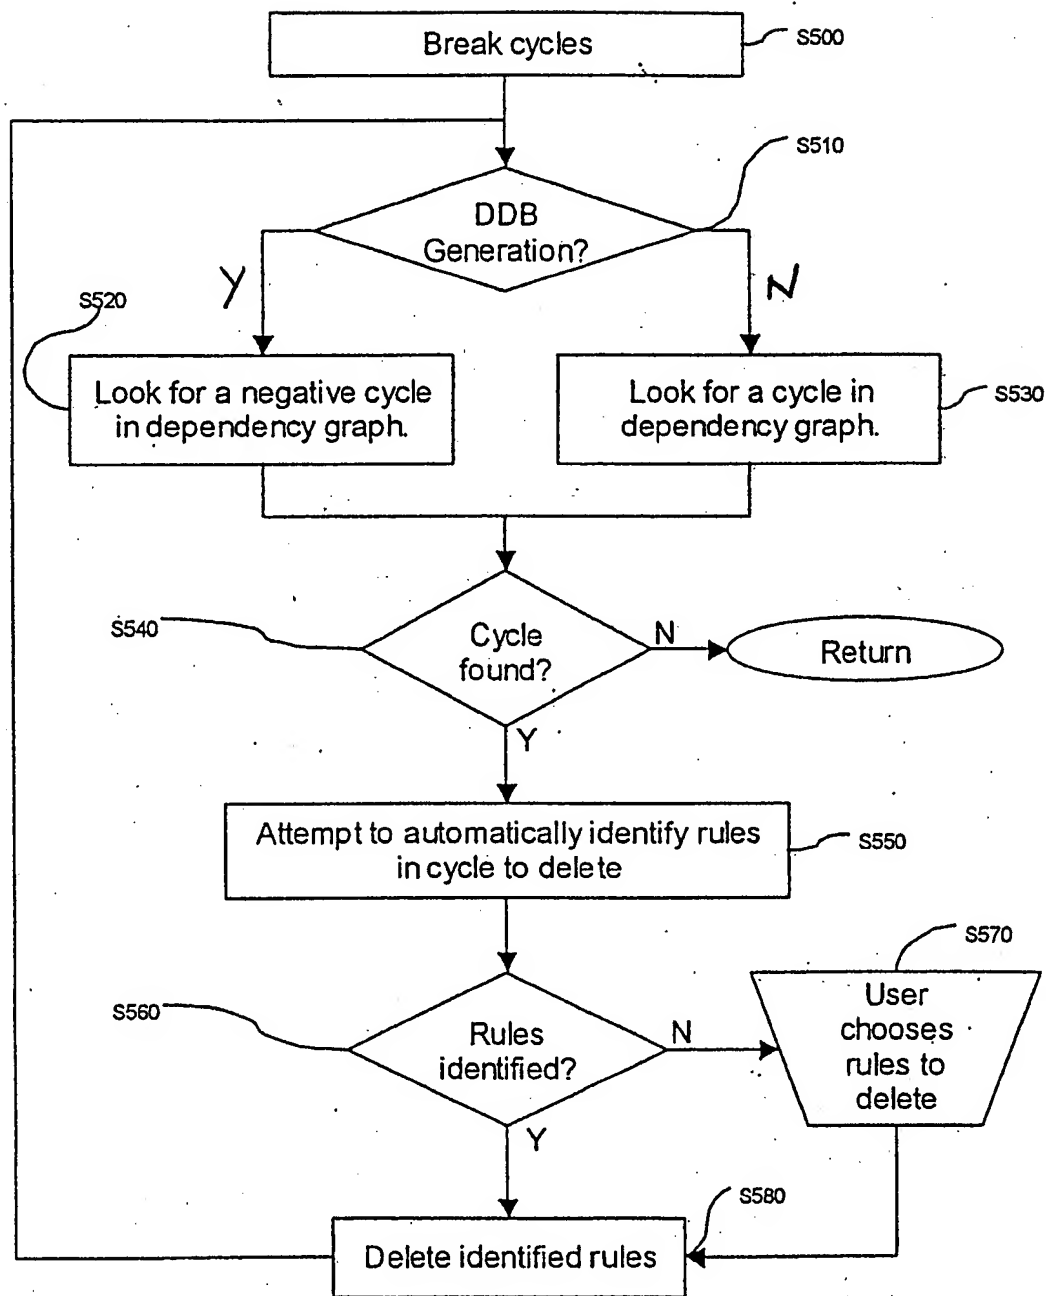 Break cycles
S500
S510
DDB
Generation?
Y
N
S520
Look for a negative cycle
in dependency graph.
Look for a cycle in
dependency graph.
S530
S540
Cycle
found?
N
Return
Y
Attempt to automatically identify rules
in cycle to delete
S550
S570
S560
Rules
identified?
N
User
chooses
rules to
delete
Y
S580
Delete identified rules